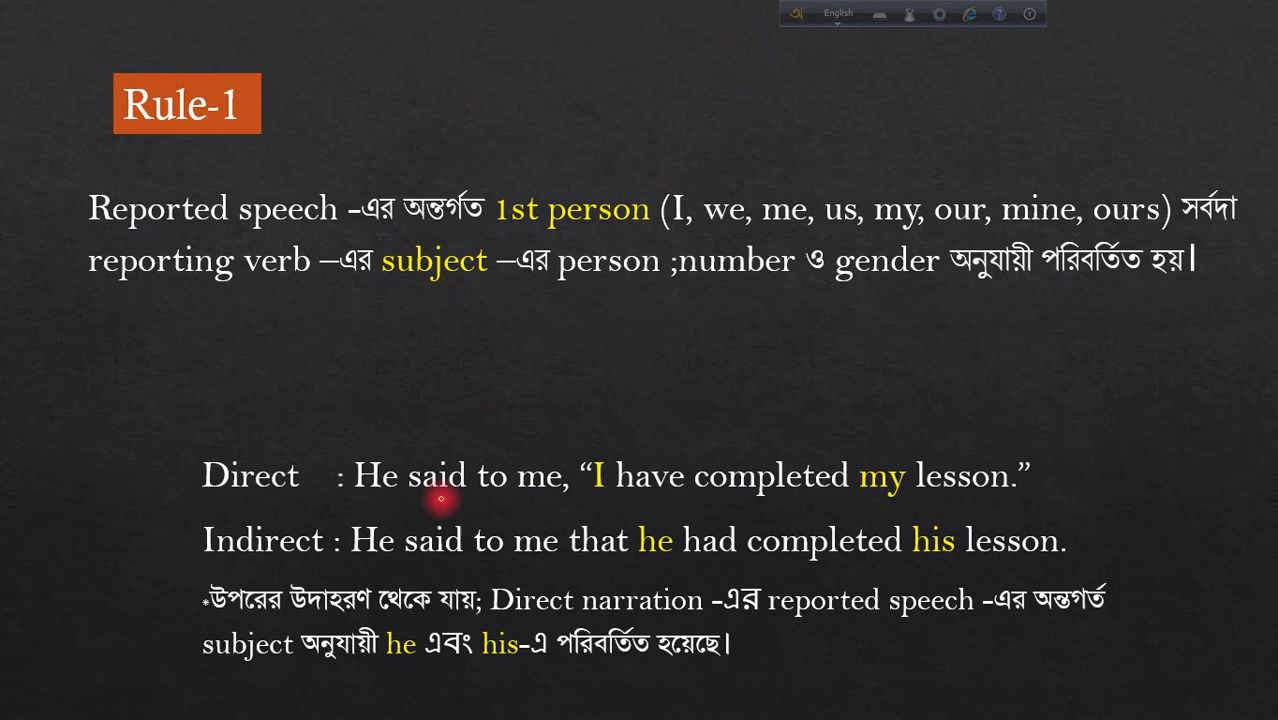 অ English
Rule-1
Reported speech -এর অন্তর্গত 1st person (I, we, me, us, my, our, mine, ours) সর্বদা
reporting verb –এর subject –এর person ;number ও gender অনুযায়ী পরিবর্তিত হয়।
Direct : He said to me, “I have completed my lesson.”
Indirect : He said to me that he had completed his lesson.
*উপরের উদাহরণ থেকে যায়; Direct narration -এর reported speech -এর অন্তগর্ত
subject অনুযায়ী he এবং his-এ পরিবর্তিত হয়েছে।